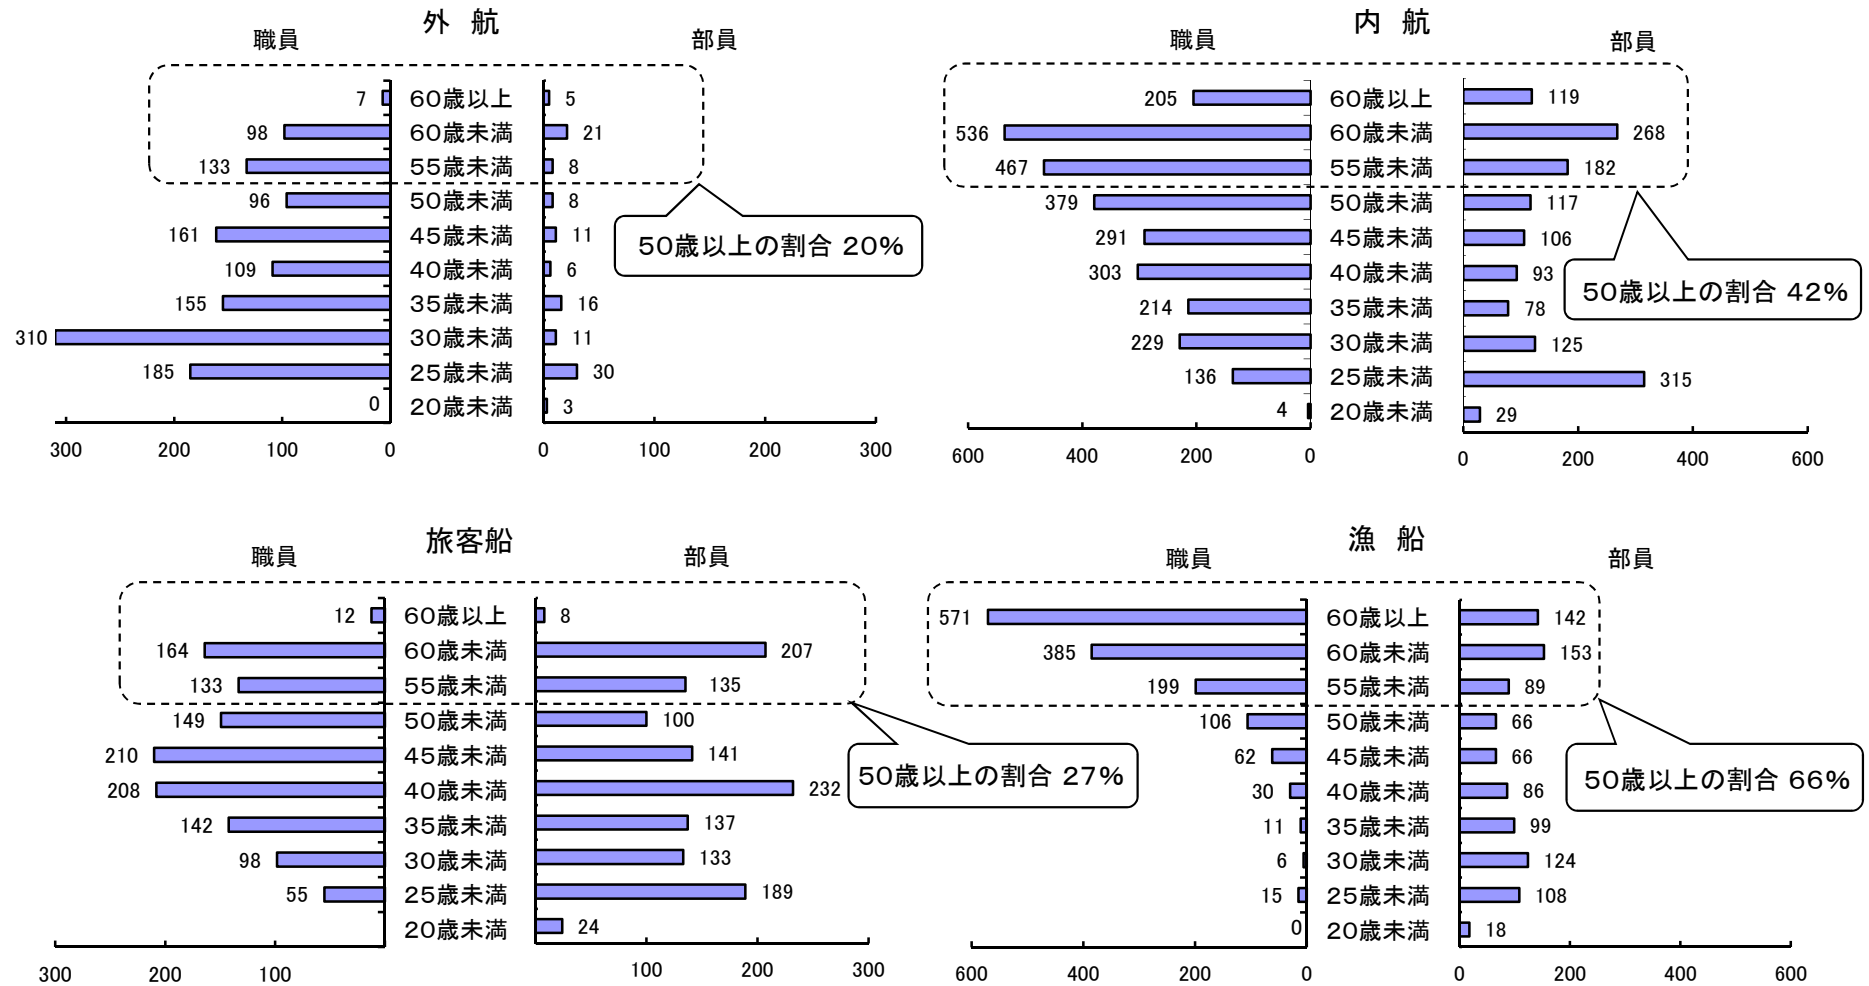 外 航
職員 部員
7 60歳以上 5
98 60歳未満 21
133 55歳未満 8
96 50歳未満 8
161 45歳未満 11
109 40歳未満 6
155 35歳未満 16
310 30歳未満 11
185 25歳未満 30
0 20歳未満 3
300 200 100 0 0 100 200 300
50歳以上の割合 20%
内 航
職員 部員
205 60歳以上 119
536 60歳未満 268
467 55歳未満 182
379 50歳未満 117
291 45歳未満 106
303 40歳未満 93
214 35歳未満 78
229 30歳未満 125
136 25歳未満 315
4 20歳未満 29
600 400 200 0 0 200 400 600
50歳以上の割合 42%
旅客船
職員 部員
12 60歳以上 8
164 60歳未満 207
133 55歳未満 135
149 50歳未満 100
210 45歳未満 141
208 40歳未満 232
142 35歳未満 137
98 30歳未満 133
55 25歳未満 189
20歳未満 24
300 200 100 100 200 300
50歳以上の割合 27%
漁 船
職員 部員
571 60歳以上 142
385 60歳未満 153
199 55歳未満 89
106 50歳未満 66
62 45歳未満 66
30 40歳未満 86
11 35歳未満 99
6 30歳未満 124
15 25歳未満 108
0 20歳未満 18
600 400 200 0 0 200 400 600
50歳以上の割合 66%